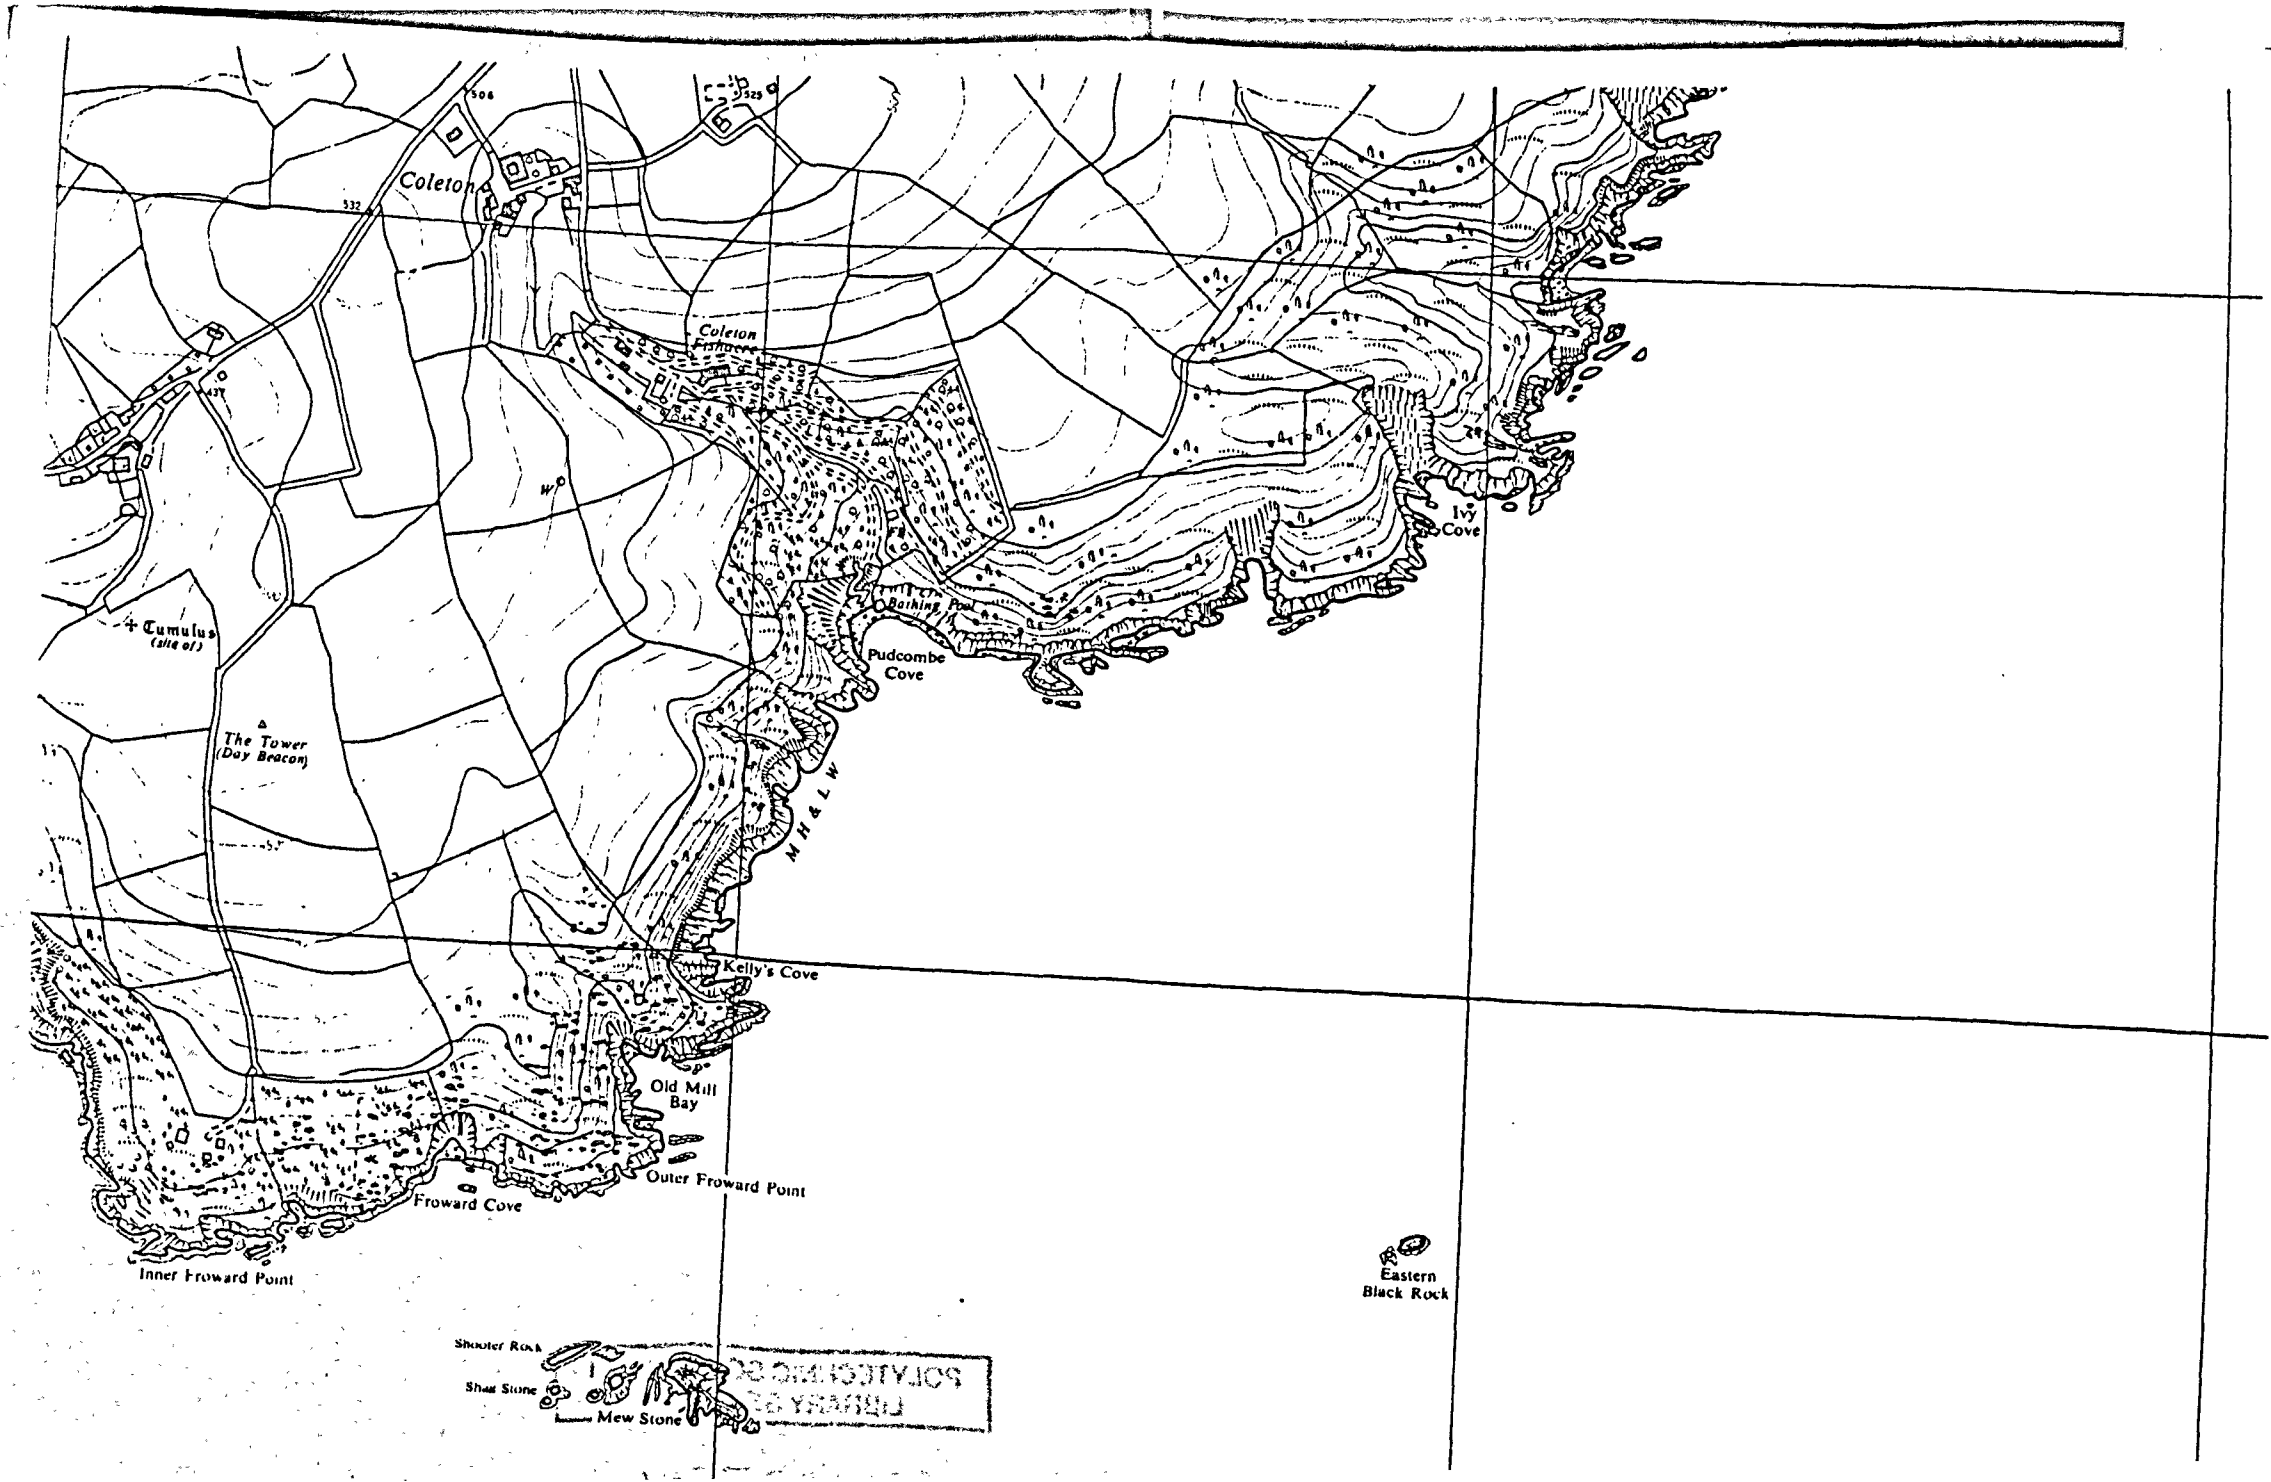 506
525
Coleton
532
Coleton
Fishacre
437
W
Ivy
Cove
Bathing Pool
Tumulus
(site of)
Pudcombe
Cove
The Tower
(Day Beacon)
M H & L W
Kelly's Cove
Old Mill
Bay
Outer Froward Point
Froward Cove
Inner Froward Point
Eastern
Black Rock
Shooter Rock
Shag Stone
Mew Stone
POLYTECHNIC SO
LIBRARY SE